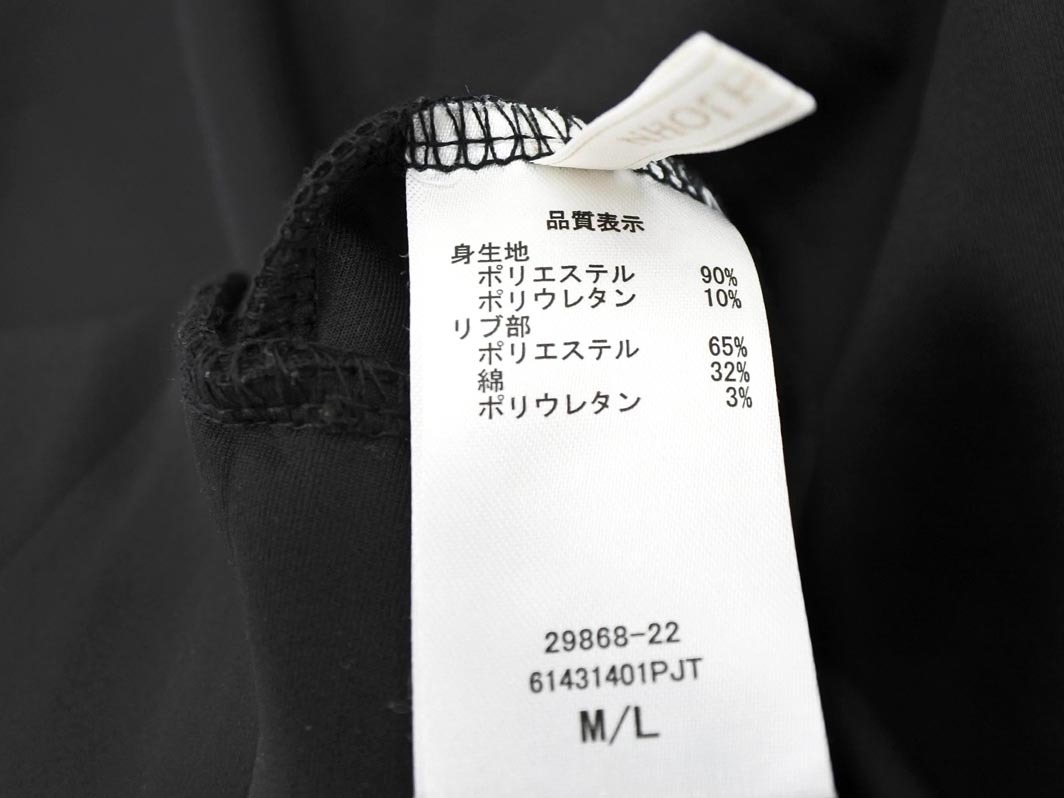 品質表示
身生地
ポリエステル 90%
ポリウレタン 10%
リブ部
ポリエステル 65%
綿 32%
ポリウレタン 3%
29868-22
61431401PJT
M/L